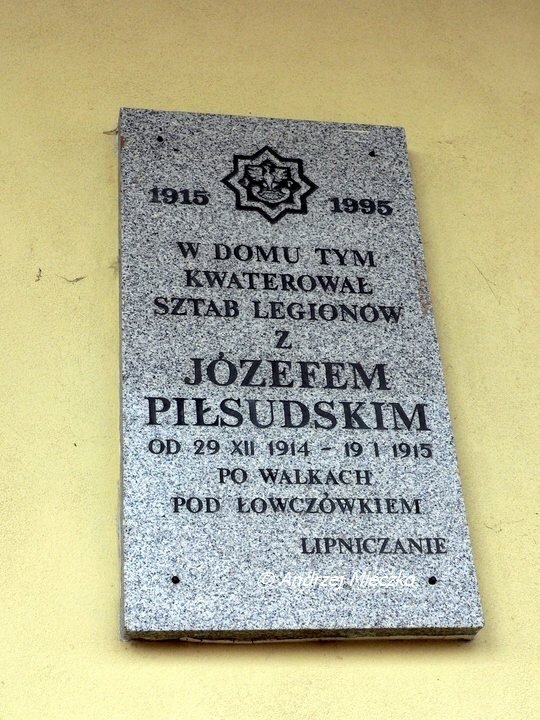 1915 1995
W DOMU TYM
KWATEROWAŁ
SZTAB LEGIONÓW
Z
JÓZEFEM
PIŁSUDSKIM
OD 29 XII 1914 - 19 I 1915
PO WALKACH
POD ŁOWCZÓWKIEM
LIPNICZANIE
© Andrzej Mleczko